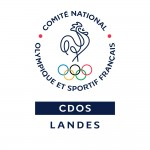 COMITÉ NATIONAL
OLYMPIQUE ET SPORTIF FRANÇAIS
CDOS
LANDES